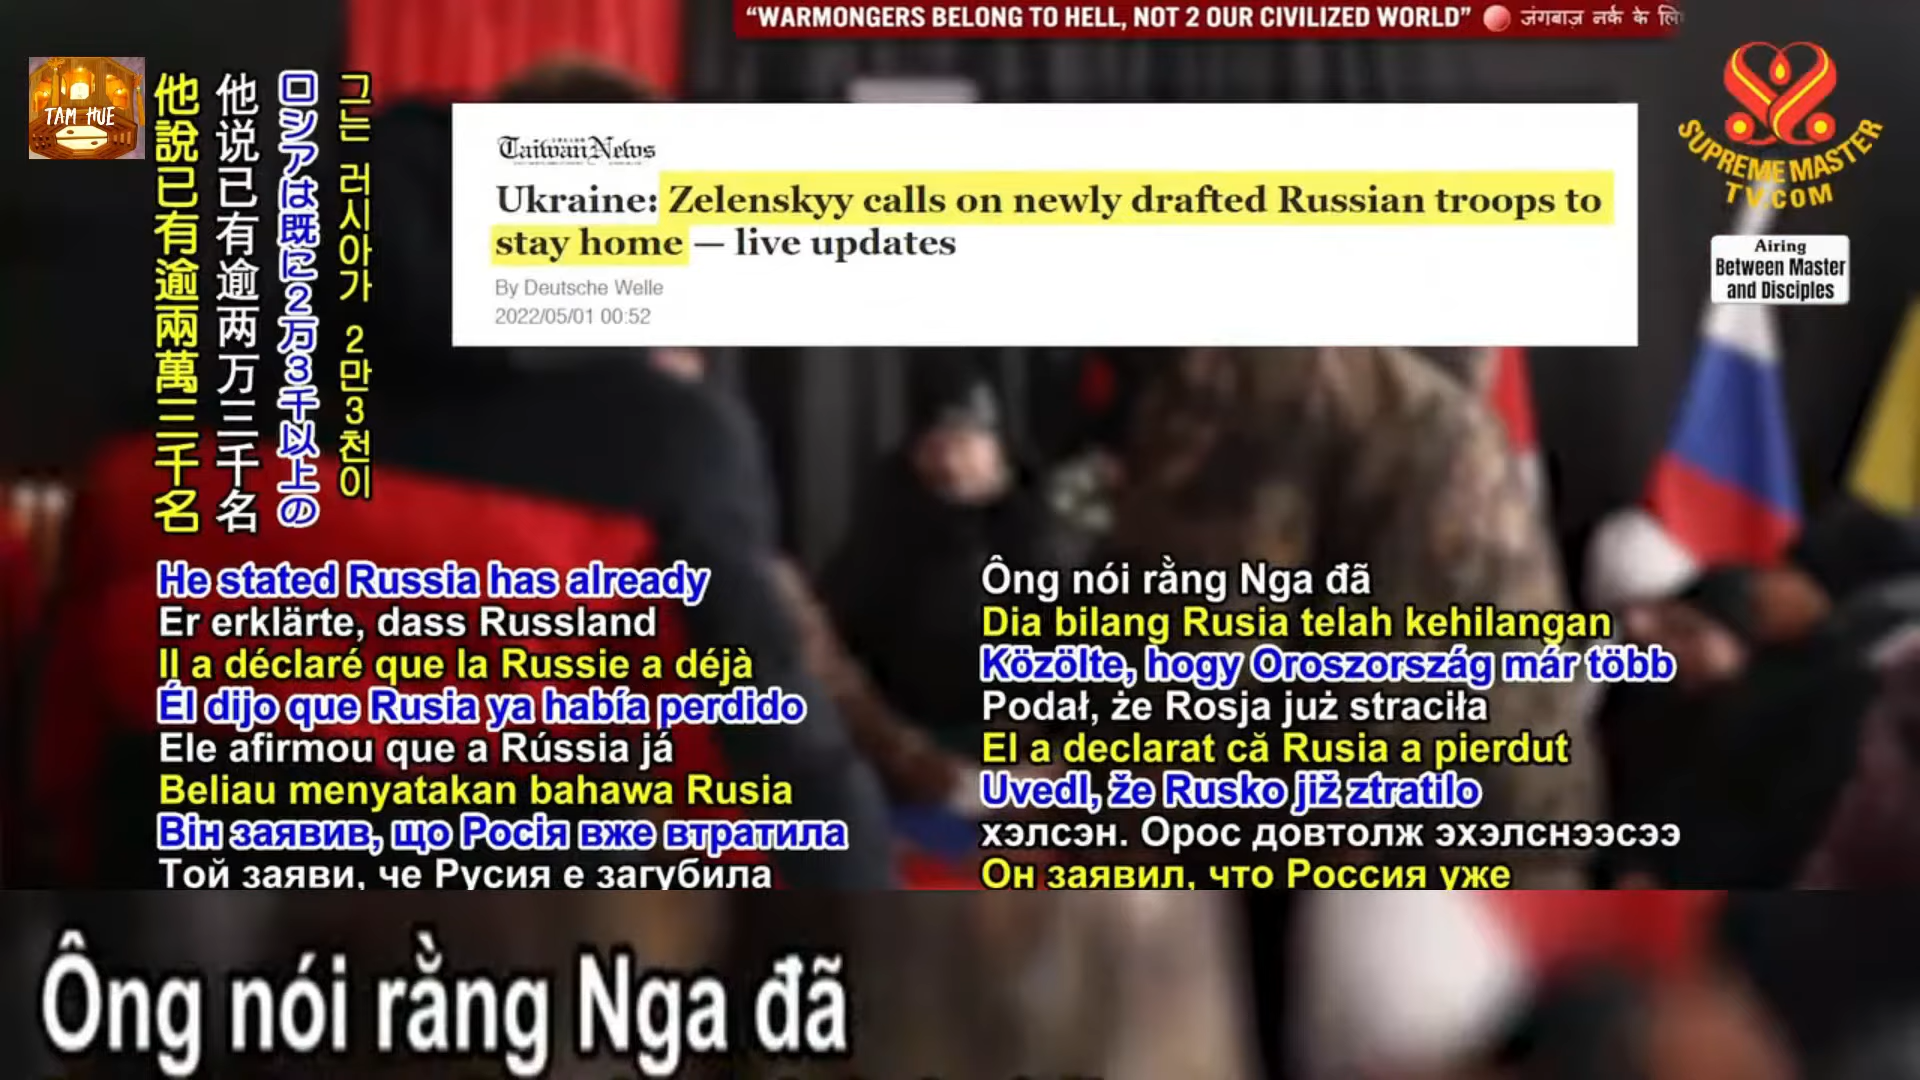 “WARMONGERS BELONG TO HELL, NOT 2 OUR CIVILIZED WORLD” जंगबाज़ नर्क के
TAM HUE
SUPREME MASTER
TV.COM
Airing
Between Master
and Disciples
Taiwan News
Ukraine: Zelenskyy calls on newly drafted Russian troops to
stay home — live updates
By Deutsche Welle
2022/05/01 00:52
他說已有逾兩萬三千名
他说已有逾两万三千名
ロシアは既に2万3千以上の
그는 러시아가 2만3천이
He stated Russia has already
Er erklärte, dass Russland
Il a déclaré que la Russie a déjà
Él dijo que Rusia ya había perdido
Ele afirmou que a Rússia já
Beliau menyatakan bahawa Rusia
Він заявив, що Росія вже втратила
Той заяви, че Русия е загубила
Ông nói rằng Nga đã
Dia bilang Rusia telah kehilangan
Közölte, hogy Oroszország már több
Podał, że Rosja już straciła
El a declarat că Rusia a pierdut
Uvedl, že Rusko již ztratilo
хэлсэн. Орос довтолж эхэлснээсээ
Он заявил, что Россия уже
Ông nói rằng Nga đã